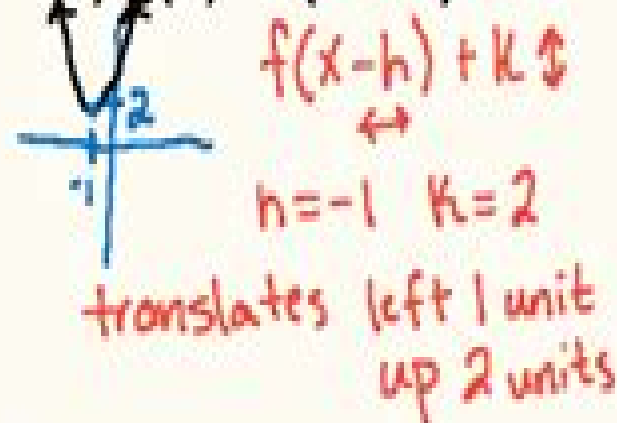 f(x-h) + k ↕
↔
2
-1
h=-1 k=2
translates left 1 unit
up 2 units